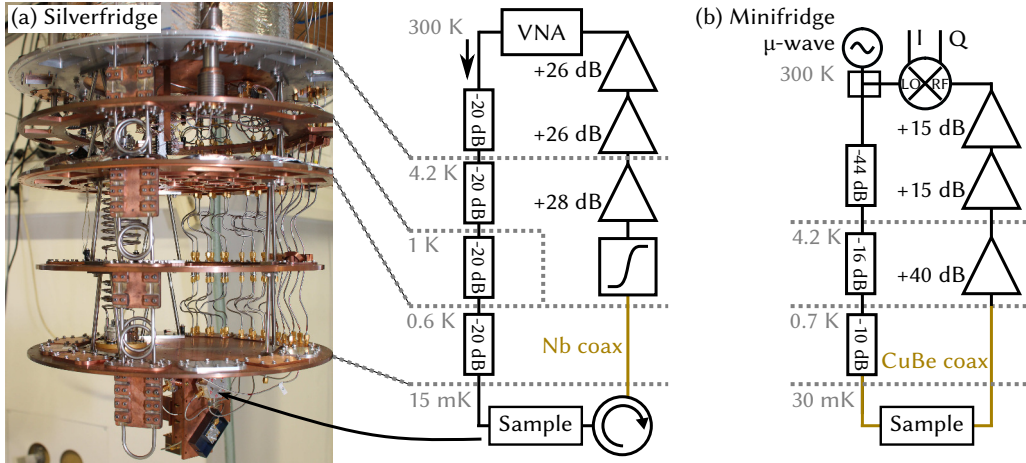 (a) Silverfridge
300 K
VNA
+26 dB
-20 dB
+26 dB
4.2 K
-20 dB
+28 dB
1 K
-20 dB
0.6 K
-20 dB
Nb coax
15 mK
Sample
(b) Minifridge
μ-wave
I
Q
300 K
LO
RF
+15 dB
-44 dB
+15 dB
4.2 K
-16 dB
+40 dB
0.7 K
-10 dB
CuBe coax
30 mK
Sample